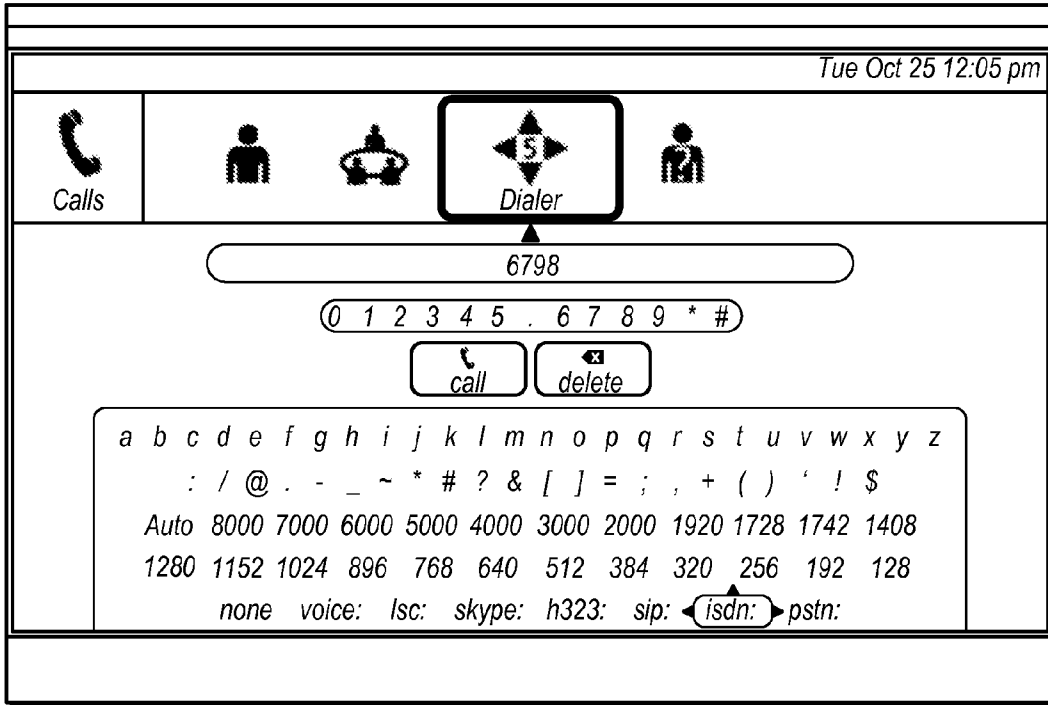 Tue Oct 25 12:05 pm
5
Calls Dialer
?
6798
0 1 2 3 4 5 . 6 7 8 9 * #
call delete
a b c d e f g h i j k l m n o p q r s t u v w x y z
: / @ . - _ ~ * # ? & [ ] = ; , + ( ) ‘ ! $
Auto 8000 7000 6000 5000 4000 3000 2000 1920 1728 1742 1408
1280 1152 1024 896 768 640 512 384 320 256 192 128
none voice: lsc: skype: h323: sip: isdn: pstn: